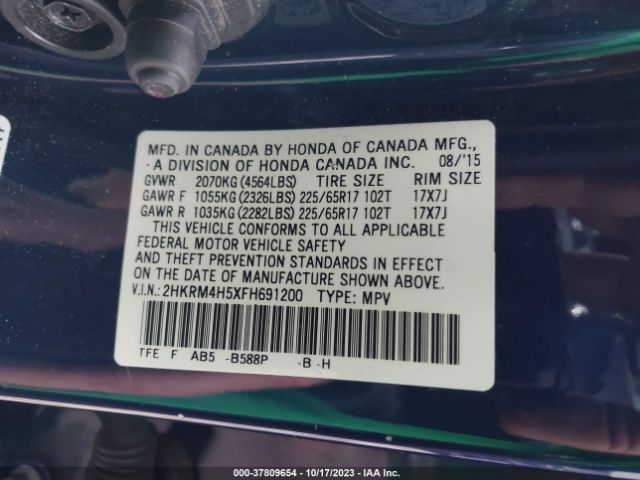 MFD. IN CANADA BY HONDA OF CANADA MFG.,
A DIVISION OF HONDA CANADA INC. 08/'15
GVWR 2070KG(4564LBS) TIRE SIZE RIM SIZE
GAWR F 1055KG(2326LBS) 225/65R17 102T 17X7J
GAWR R 1035KG(2282LBS) 225/65R17 102T 17X7J
THIS VEHICLE CONFORMS TO ALL APPLICABLE
FEDERAL MOTOR VEHICLE SAFETY
AND THEFT PREVENTION STANDARDS IN EFFECT
ON THE DATE OF MANUFACTURE SHOWN ABOVE.
V.I.N.: 2HKRM4H5XFH691200 TYPE: MPV
TFE F AB5 -B588P -B -H
000-37809654 - 10/17/2023 - IAA Inc.